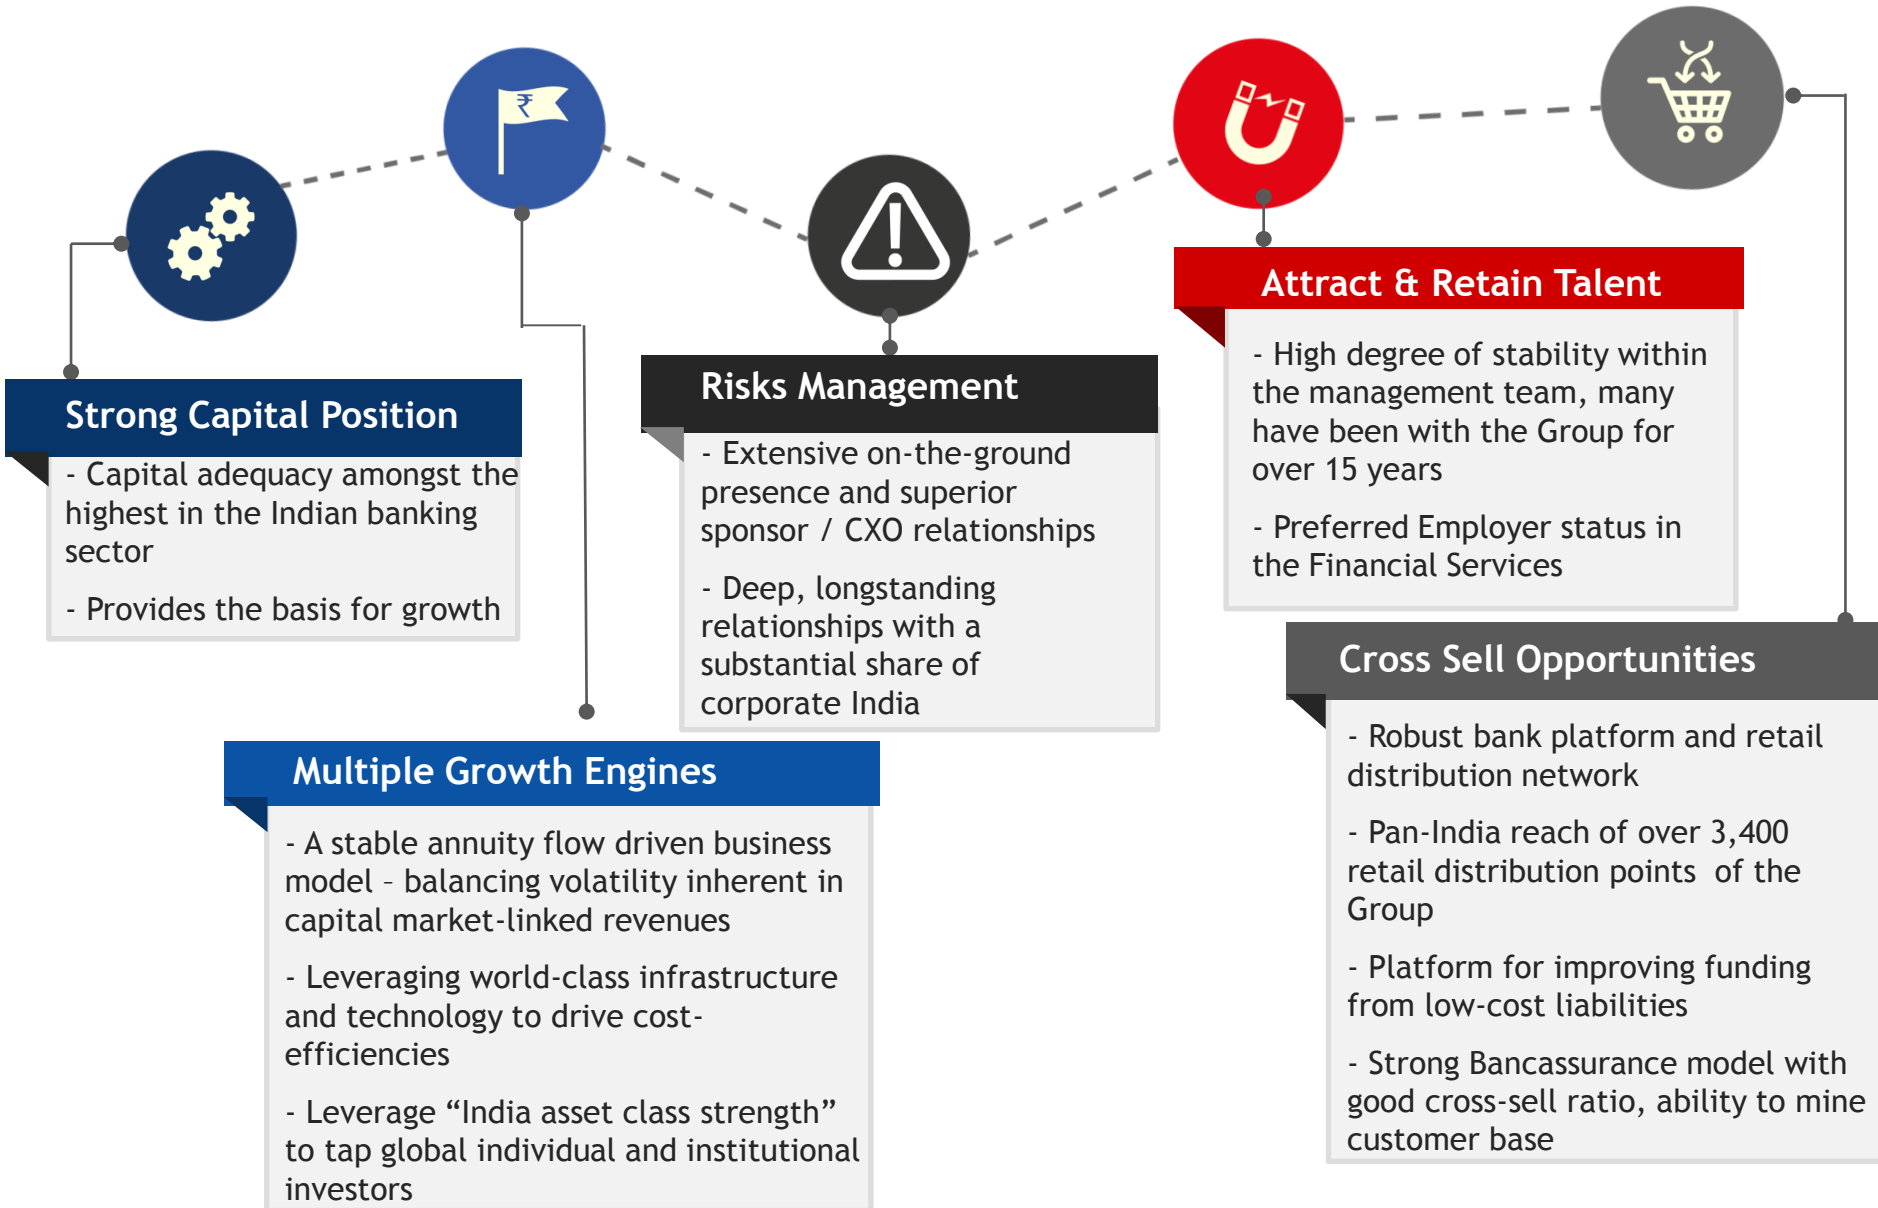 ₹
Strong Capital Position
- Capital adequacy amongst the
highest in the Indian banking
sector
- Provides the basis for growth
Multiple Growth Engines
- A stable annuity flow driven business
model – balancing volatility inherent in
capital market-linked revenues
- Leveraging world-class infrastructure
and technology to drive cost-
efficiencies
- Leverage “India asset class strength”
to tap global individual and institutional
investors
Risks Management
- Extensive on-the-ground
presence and superior
sponsor / CXO relationships
- Deep, longstanding
relationships with a
substantial share of
corporate India
Attract & Retain Talent
- High degree of stability within
the management team, many
have been with the Group for
over 15 years
- Preferred Employer status in
the Financial Services
Cross Sell Opportunities
- Robust bank platform and retail
distribution network
- Pan-India reach of over 3,400
retail distribution points of the
Group
- Platform for improving funding
from low-cost liabilities
- Strong Bancassurance model with
good cross-sell ratio, ability to mine
customer base